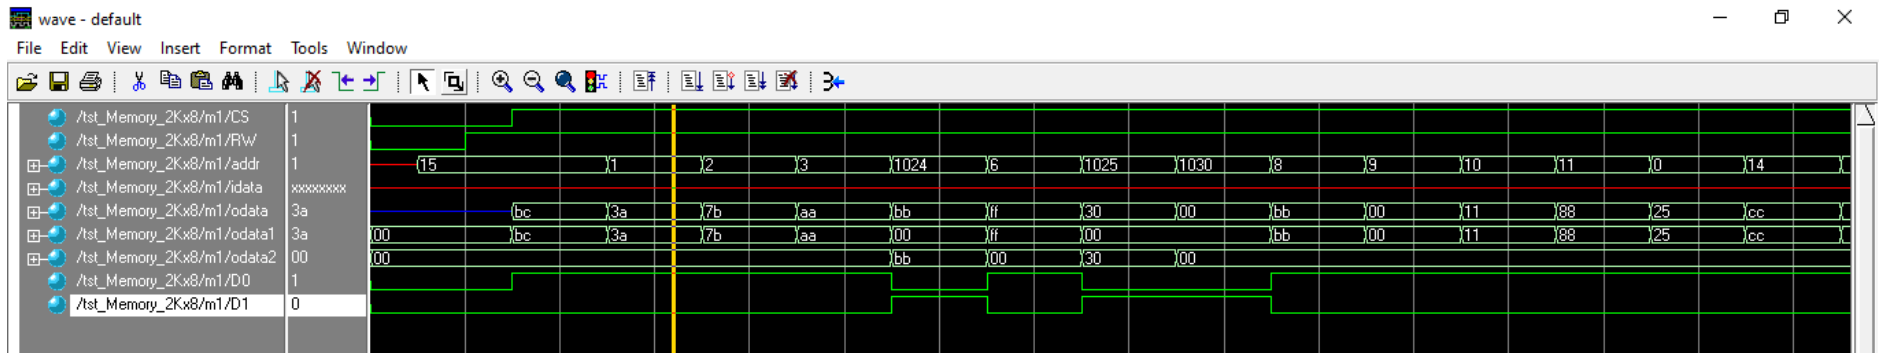 wave - default
File Edit View Insert Format Tools Window
/tst_Memory_2Kx8/m1/CS 1
/tst_Memory_2Kx8/m1/RW 1
/tst_Memory_2Kx8/m1/addr 1 15 1 2 3 1024 6 1025 1030 8 9 10 11 0 14
/tst_Memory_2Kx8/m1/idata xxxxxxxx
/tst_Memory_2Kx8/m1/odata 3a bc 3a 7b aa bb ff 30 00 bb 00 11 88 25 cc
/tst_Memory_2Kx8/m1/odata1 3a 00 bc 3a 7b aa 00 ff 00 bb 00 11 88 25 cc
/tst_Memory_2Kx8/m1/odata2 00 00 bb 00 30 00
/tst_Memory_2Kx8/m1/D0 1
/tst_Memory_2Kx8/m1/D1 0